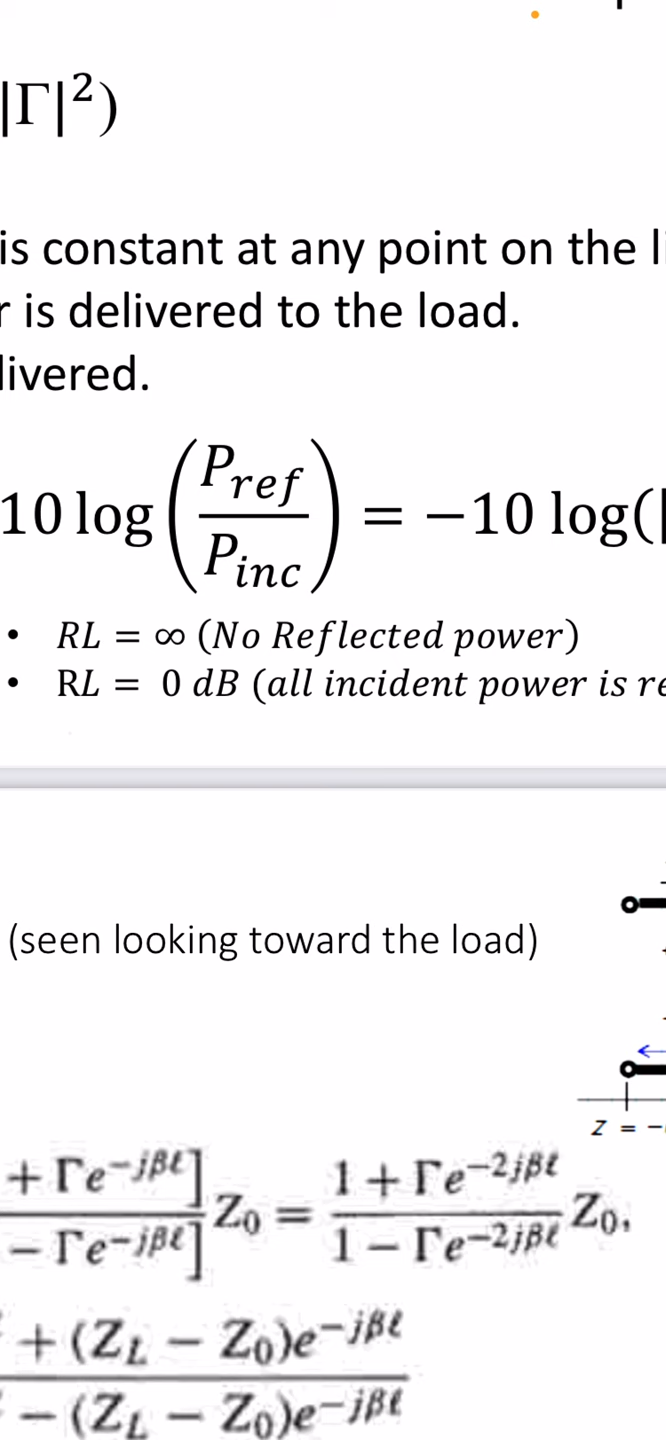 |Γ|²)
is constant at any point on the
is delivered to the load.
livered.
10 log(P_ref/P_inc) = −10 log(|
• RL = ∞ (No Reflected power)
• RL = 0 dB (all incident power is
(seen looking toward the load)
z = −
+ Γe^−jβℓ] / − Γe^−jβℓ] Z₀ = 1 + Γe^−2jβℓ / 1 − Γe^−2jβℓ Z₀,
+ (Z_L − Z₀)e^−jβℓ
− (Z_L − Z₀)e^−jβℓ